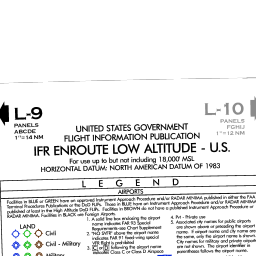 L-9
PANELS
ABCDE
1"=14 NM
L-10
PANELS
FGHIJ
1"=12 NM
UNITED STATES GOVERNMENT
FLIGHT INFORMATION PUBLICATION
IFR ENROUTE LOW ALTITUDE - U.S.
For use up to but not including 18,000' MSL
HORIZONTAL DATUM: NORTH AMERICAN DATUM OF 1983
L E G E N D
AIRPORTS
Facilities in BLUE or GREEN have an approved Instrument Approach Procedure and/or RADAR MINIMA published in either the FAA
Terminal Procedures Publications or the DoD FLIPs. Those in BLUE have an Instrument Approach Procedure and/or RADAR MINIMA
published at least in the High Altitude DoD FLIPs. Facilities in BROWN do not have a published Instrument Approach Procedure or
RADAR MINIMA. Facilities in BLACK are Foreign Airports.
LAND
Civil
Civil - Military
Military
1. A solid line box enclosing the airport
name indicates FAR 93 Special
Requirements-see Chart Supplement
2. "NO SVFR" above the airport name
indicates FAR 91 fixed-wing special
VFR flight is prohibited
3. C or D following the airport name
indicates Class C or Class D Airspace
4. Pvt - Private use
5. Associated city names for public airports
are shown above or preceding the airport
name. If airport name and city name are
the same, only the airport name is shown.
City names for military and private airports
are not shown. The airport identifier in
parentheses follows the airport name.